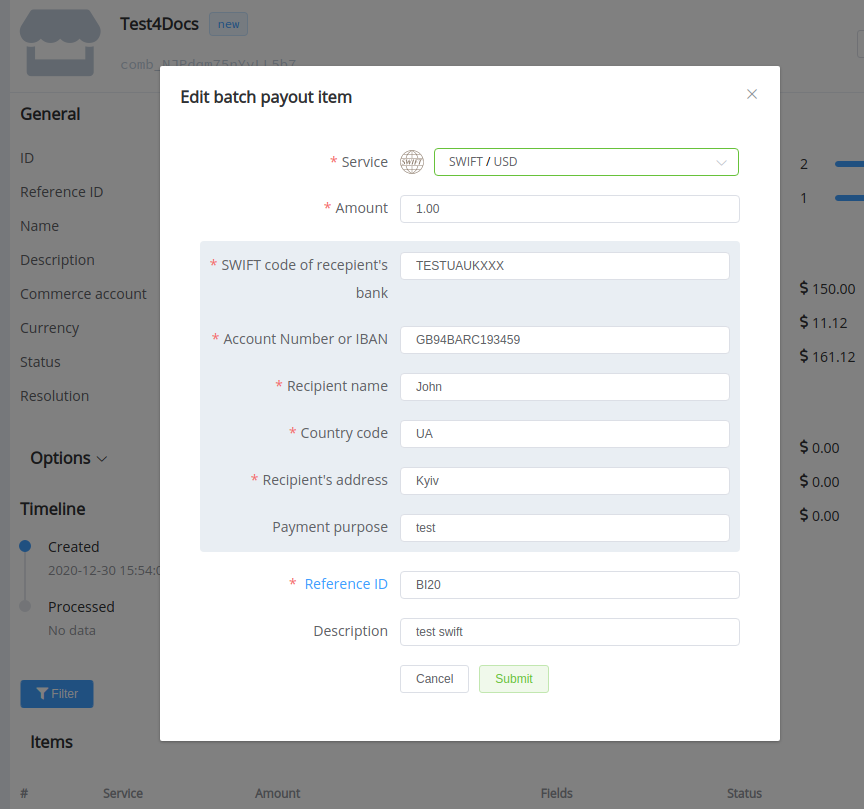 Test4Docs new
Edit batch payout item
* Service SWIFT SWIFT / USD
* Amount 1.00
* SWIFT code of recepient's
bank
TESTUAUKXXX
* Account Number or IBAN GB94BARC193459
* Recipient name John
* Country code UA
* Recipient's address Kyiv
Payment purpose test
* Reference ID BI20
Description test swift
Cancel Submit
General
ID
Reference ID
Name
Description
Commerce account
Currency
Status
Resolution
2
1
$ 150.00
$ 11.12
$ 161.12
$ 0.00
$ 0.00
$ 0.00
Options
Timeline
Created
2020-12-30 15:54:0
Processed
No data
Filter
Items
# Service Amount Fields Status